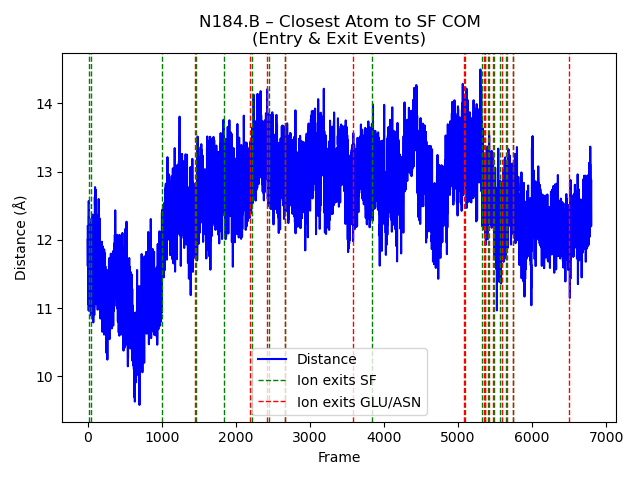 N184.B – Closest Atom to SF COM
(Entry & Exit Events)
Distance (Å)
14
13
12
11
10
Distance
Ion exits SF
Ion exits GLU/ASN
0 1000 2000 3000 4000 5000 6000 7000
Frame